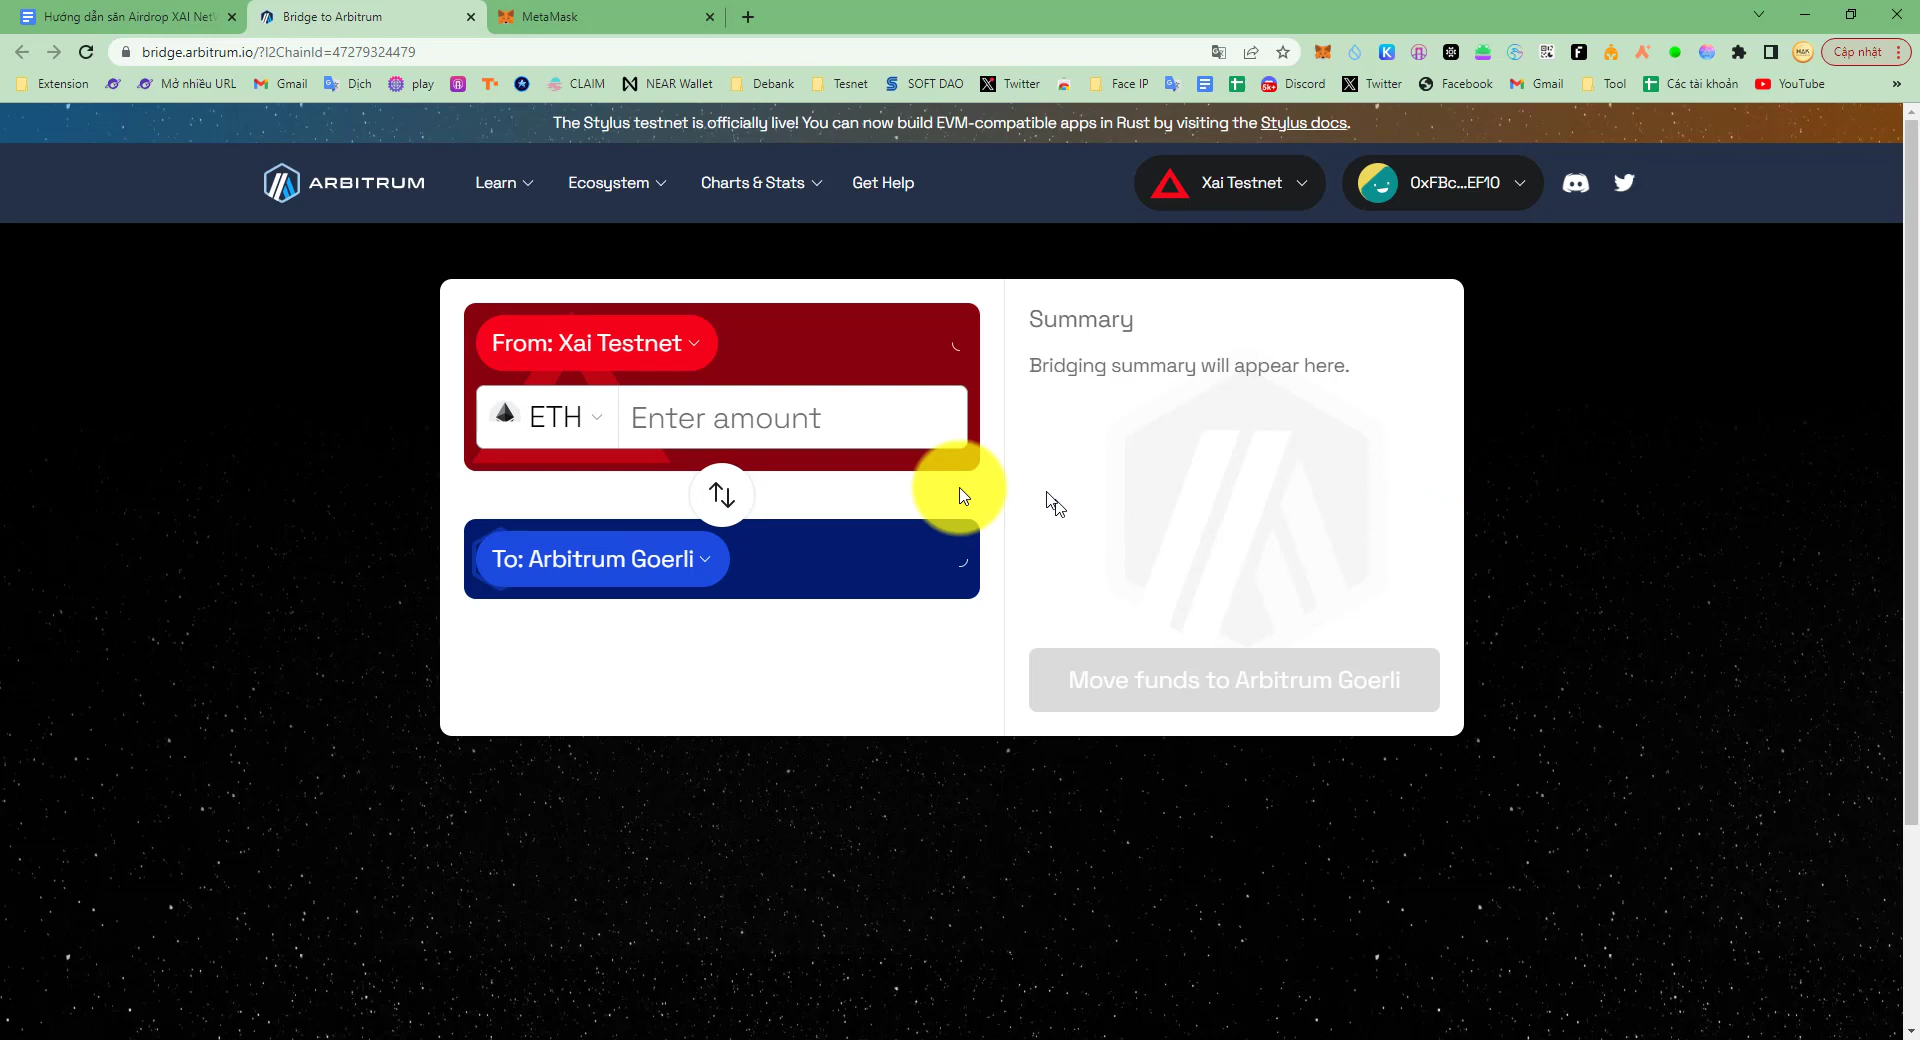 Hướng dẫn săn Airdrop XAI Net
Bridge to Arbitrum
MetaMask
bridge.arbitrum.io/?l2ChainId=47279324479
Cập nhật
Extension
Mở nhiều URL
Gmail
Dịch
play
CLAIM
NEAR Wallet
Debank
Tesnet
SOFT DAO
Twitter
Face IP
5k+
Discord
Twitter
Facebook
Gmail
Tool
Các tài khoản
YouTube
The Stylus testnet is officially live! You can now build EVM-compatible apps in Rust by visiting the Stylus docs.
ARBITRUM
Learn
Ecosystem
Charts & Stats
Get Help
Xai Testnet
0xFBc...EF10
From: Xai Testnet
ETH
Enter amount
To: Arbitrum Goerli
Summary
Bridging summary will appear here.
Move funds to Arbitrum Goerli